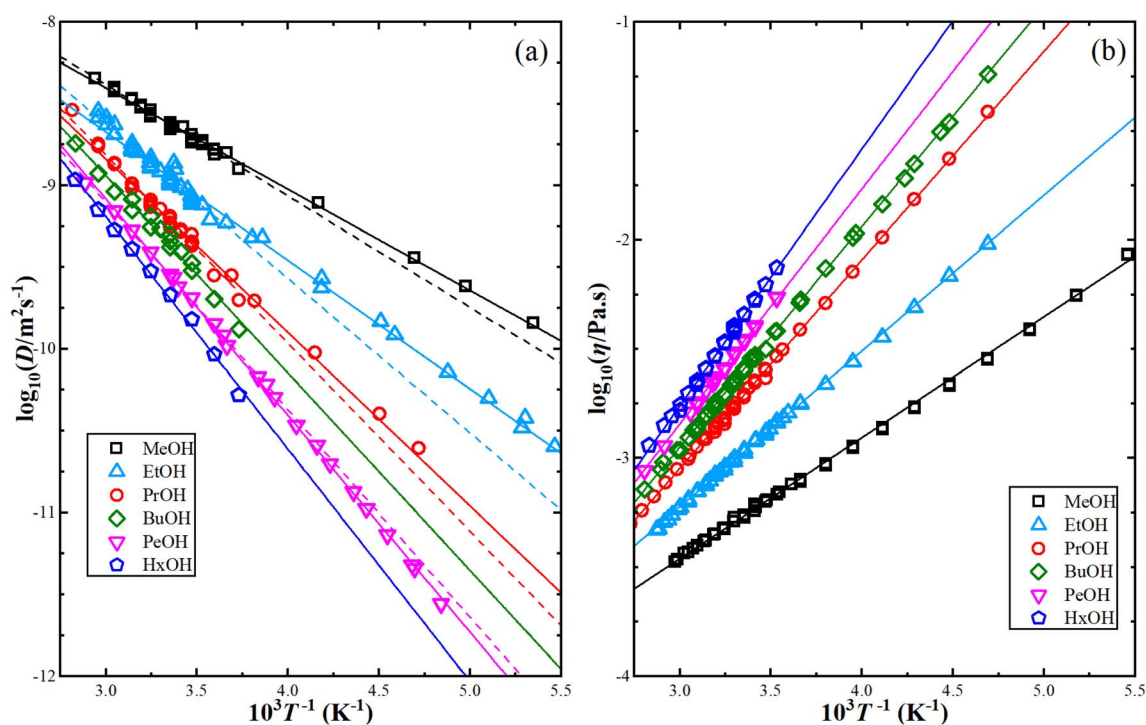 (a)
-8
-9
-10
-11
-12
log10(D/m2s-1)
MeOH
EtOH
PrOH
BuOH
PeOH
HxOH
3.0 3.5 4.0 4.5 5.0 5.5
10³T⁻¹ (K⁻¹)
(b)
-1
-2
-3
-4
log10(η/Pa.s)
MeOH
EtOH
PrOH
BuOH
PeOH
HxOH
3.0 3.5 4.0 4.5 5.0 5.5
10³T⁻¹ (K⁻¹)